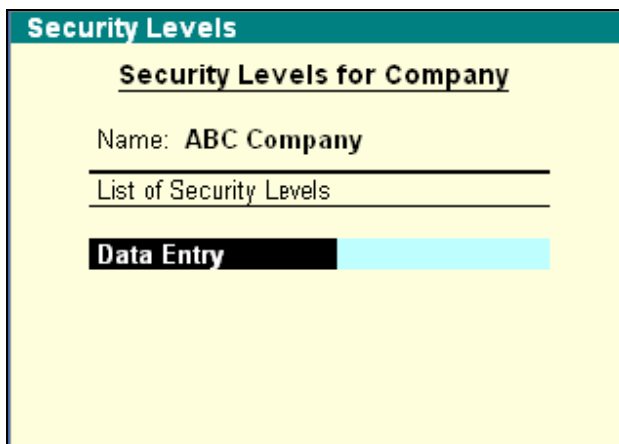 Security Levels
Security Levels for Company
Name: ABC Company
List of Security Levels
Data Entry